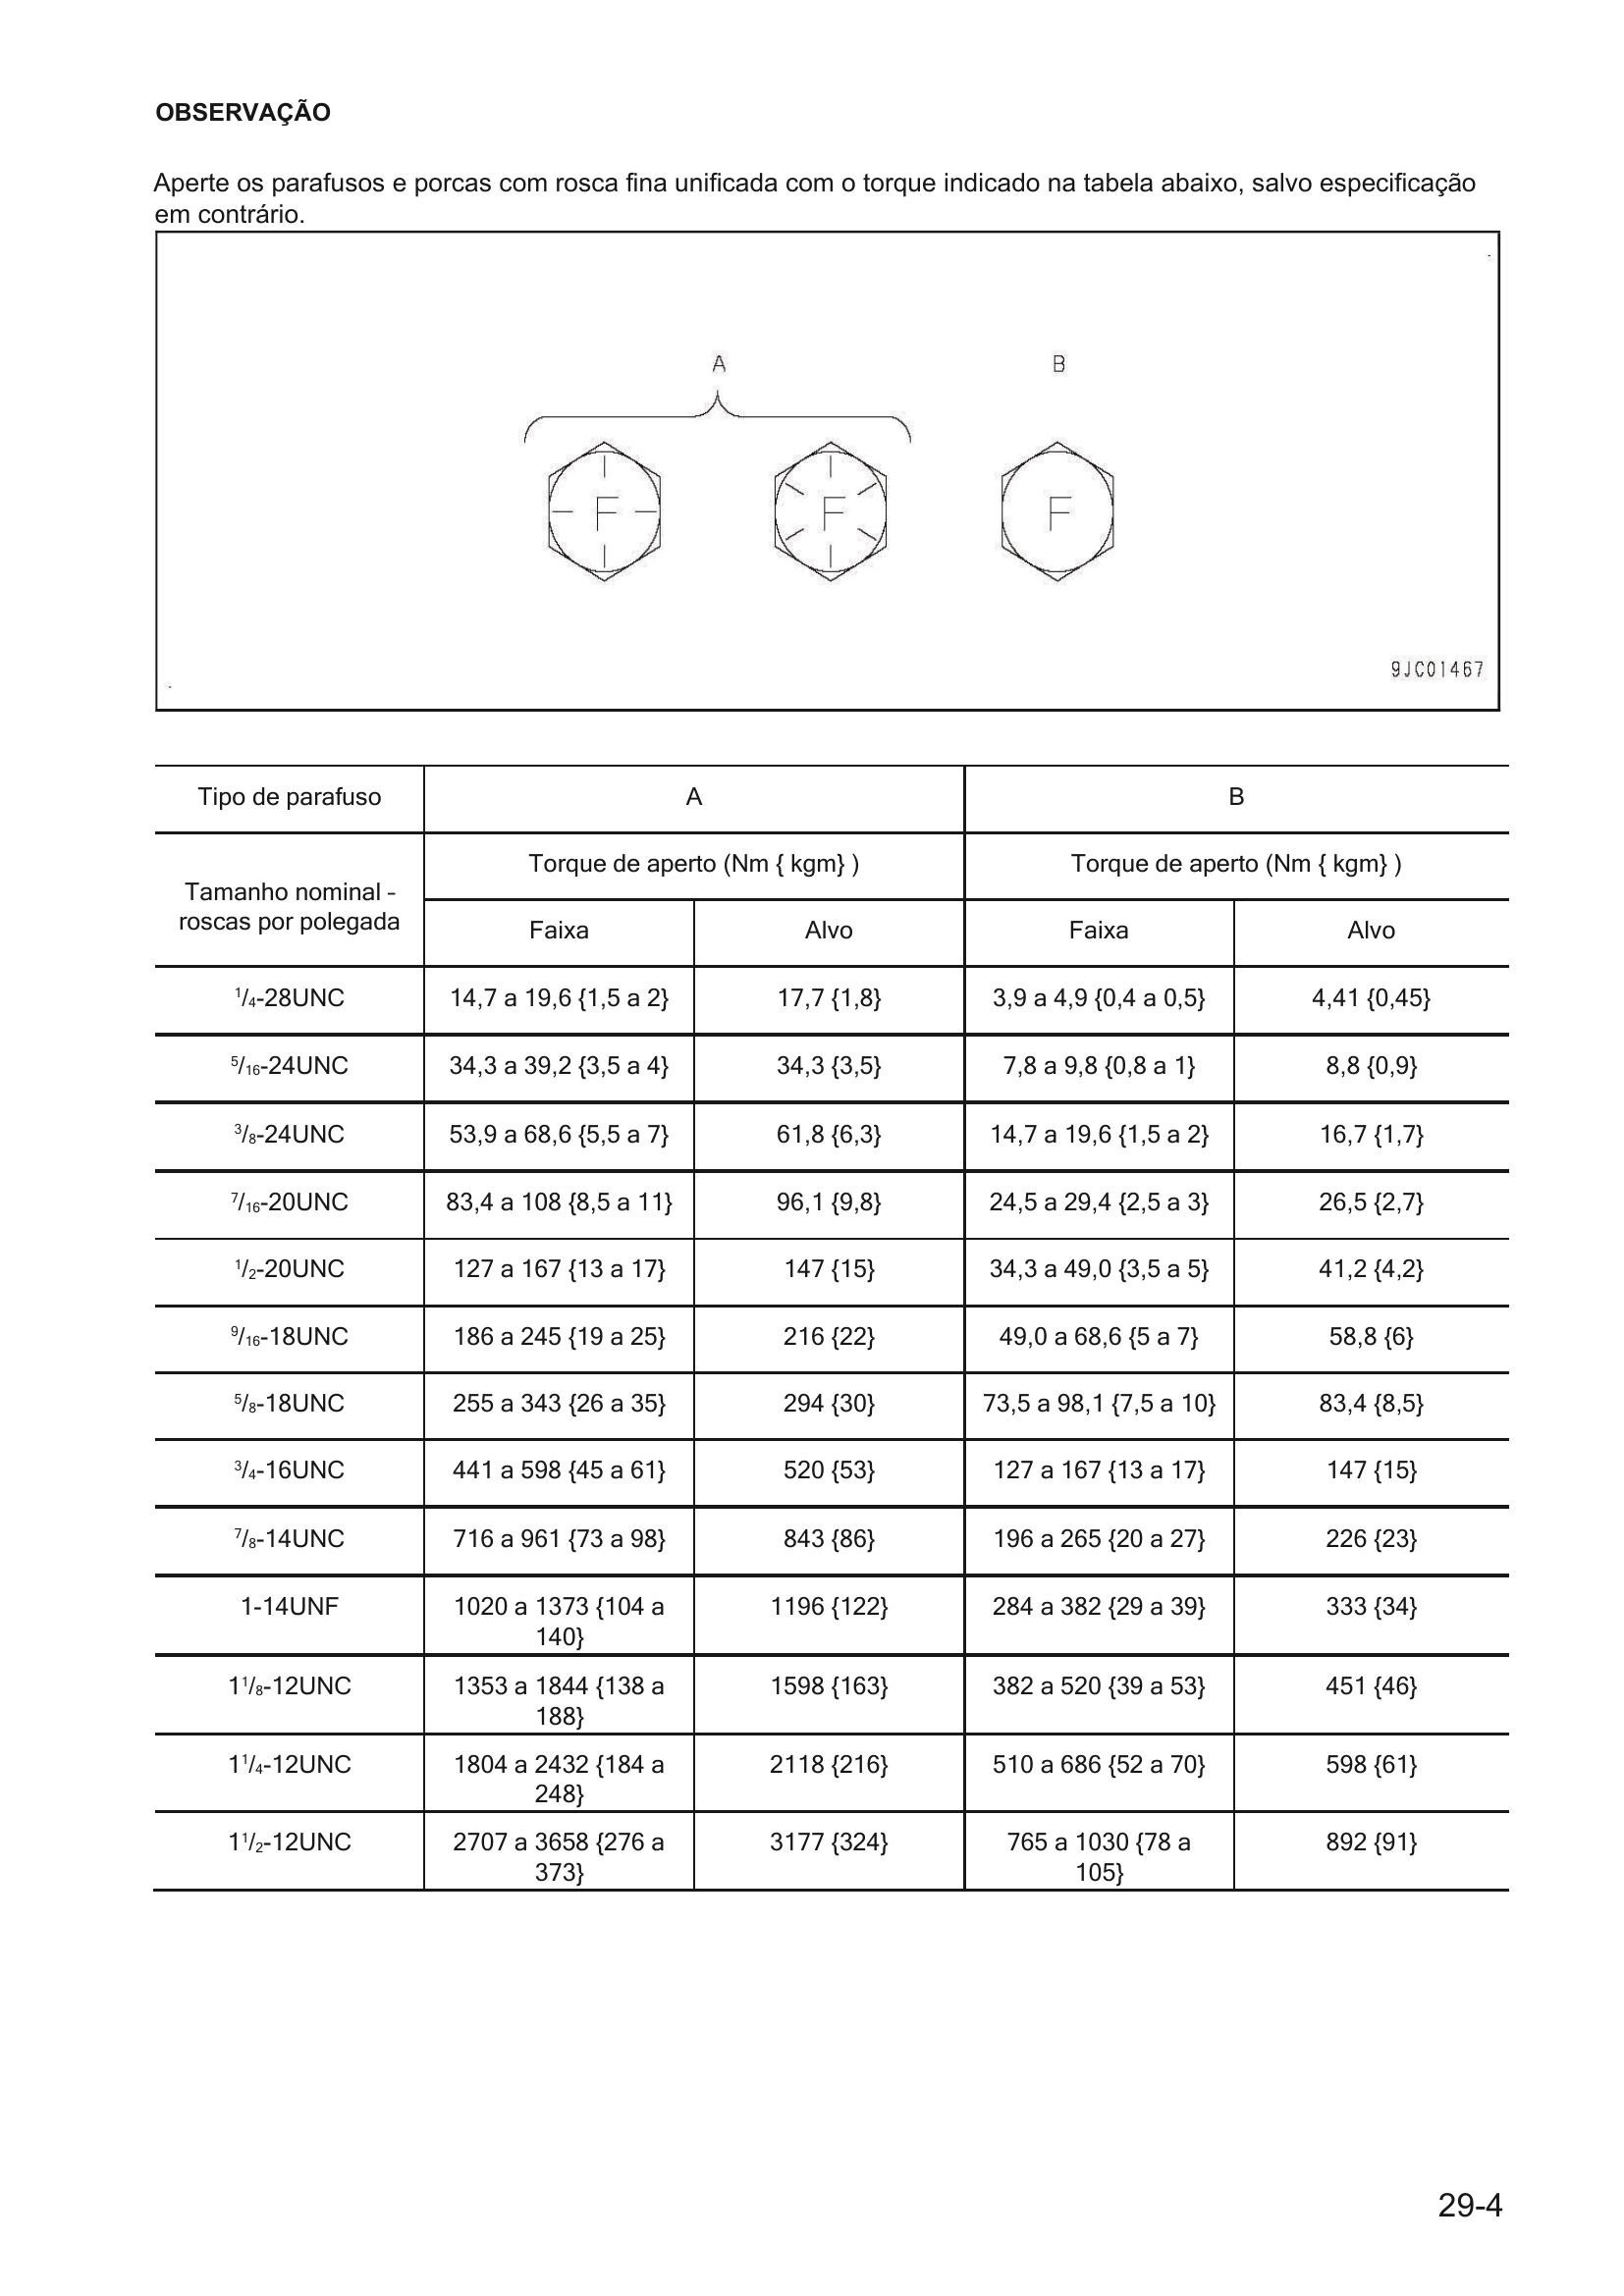 OBSERVAÇÃO
Aperte os parafusos e porcas com rosca fina unificada com o torque indicado na tabela abaixo, salvo especificação
em contrário.
A B
F F F
9JC01467
Tipo de parafuso A B
Tamanho nominal -
roscas por polegada
Torque de aperto (Nm { kgm} ) Torque de aperto (Nm { kgm} )
Faixa Alvo Faixa Alvo
1/4-28UNC 14,7 a 19,6 {1,5 a 2} 17,7 {1,8} 3,9 a 4,9 {0,4 a 0,5} 4,41 {0,45}
5/16-24UNC 34,3 a 39,2 {3,5 a 4} 34,3 {3,5} 7,8 a 9,8 {0,8 a 1} 8,8 {0,9}
3/8-24UNC 53,9 a 68,6 {5,5 a 7} 61,8 {6,3} 14,7 a 19,6 {1,5 a 2} 16,7 {1,7}
7/16-20UNC 83,4 a 108 {8,5 a 11} 96,1 {9,8} 24,5 a 29,4 {2,5 a 3} 26,5 {2,7}
1/2-20UNC 127 a 167 {13 a 17} 147 {15} 34,3 a 49,0 {3,5 a 5} 41,2 {4,2}
9/16-18UNC 186 a 245 {19 a 25} 216 {22} 49,0 a 68,6 {5 a 7} 58,8 {6}
5/8-18UNC 255 a 343 {26 a 35} 294 {30} 73,5 a 98,1 {7,5 a 10} 83,4 {8,5}
3/4-16UNC 441 a 598 {45 a 61} 520 {53} 127 a 167 {13 a 17} 147 {15}
7/8-14UNC 716 a 961 {73 a 98} 843 {86} 196 a 265 {20 a 27} 226 {23}
1-14UNF 1020 a 1373 {104 a 1196 {122} 284 a 382 {29 a 39} 333 {34}
140}
1 1/8-12UNC 1353 a 1844 {138 a 1598 {163} 382 a 520 {39 a 53} 451 {46}
188}
1 1/4-12UNC 1804 a 2432 {184 a 2118 {216} 510 a 686 {52 a 70} 598 {61}
248}
1 1/2-12UNC 2707 a 3658 {276 a 3177 {324} 765 a 1030 {78 a 892 {91}
373} 105}
29-4